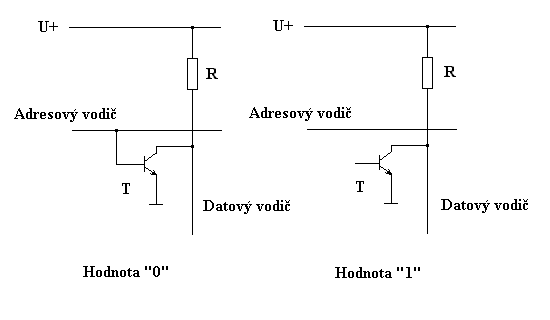 U+
R
Adresový vodič
T
Datový vodič
Hodnota "0"
U+
R
Adresový vodič
T
Datový vodič
Hodnota "1"